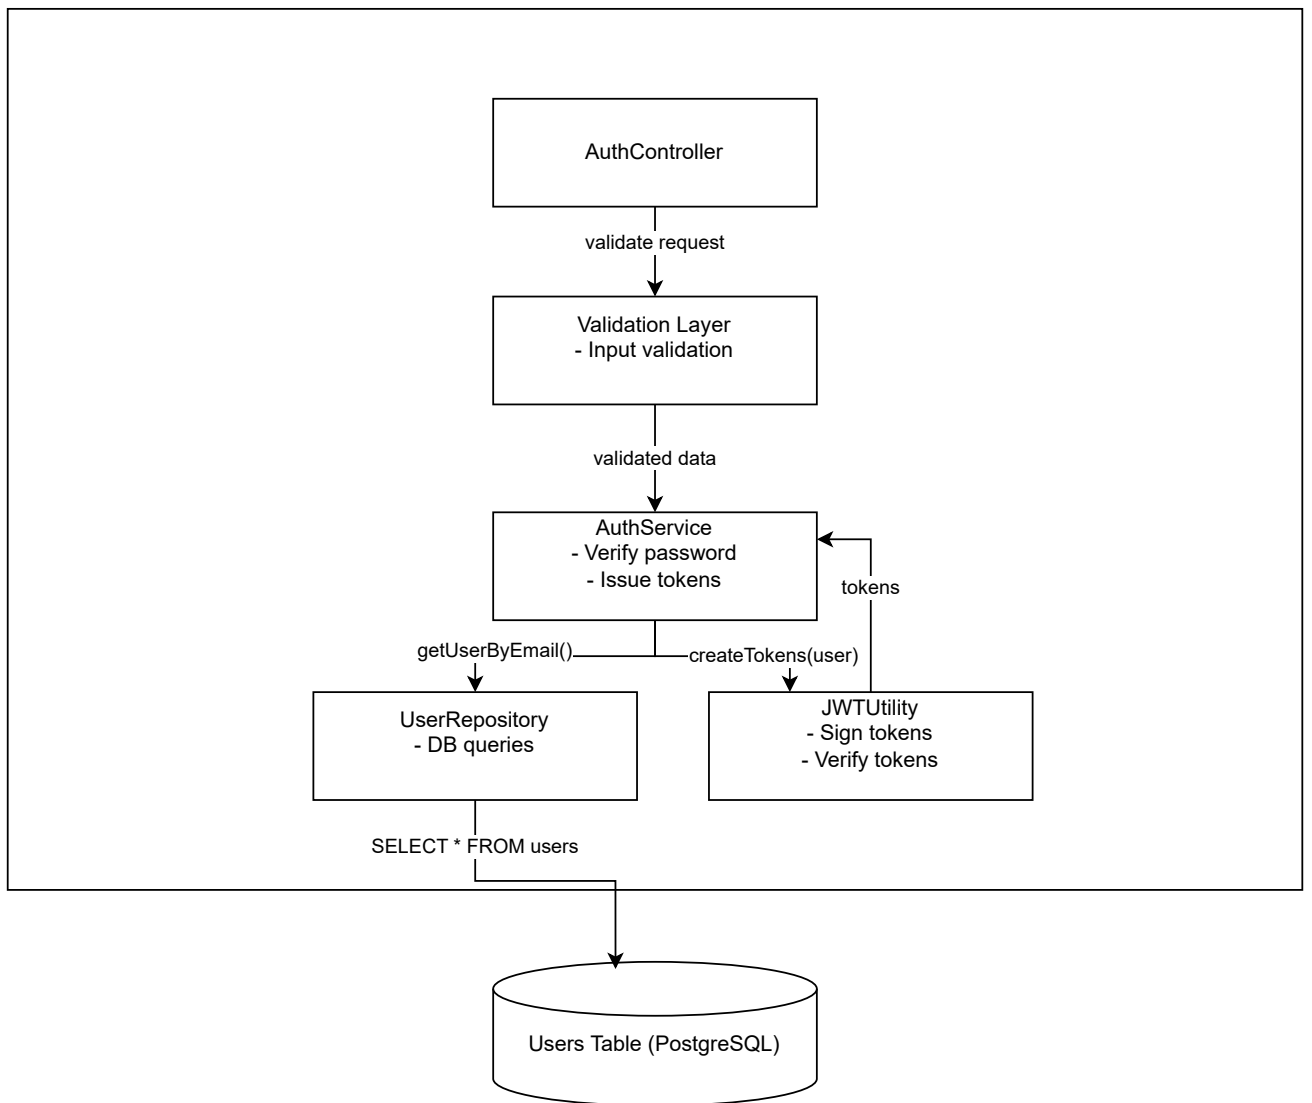 AuthController
validate request
Validation Layer
- Input validation
validated data
AuthService
- Verify password
- Issue tokens
tokens
getUserByEmail()
createTokens(user)
UserRepository
- DB queries
JWTUtility
- Sign tokens
- Verify tokens
SELECT * FROM users
Users Table (PostgreSQL)